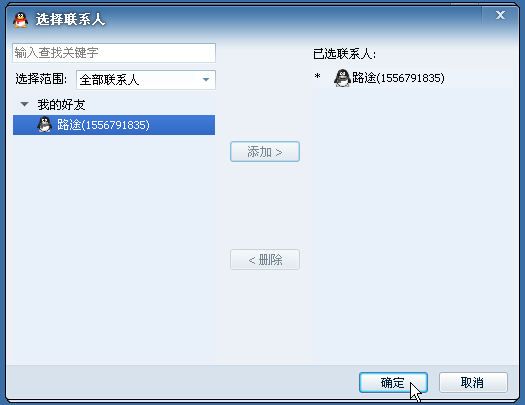 选择联系人
输入查找关键字
选择范围: 全部联系人
我的好友
路途(1556791835)
添加 >
< 删除
已选联系人:
* 路途(1556791835)
确定
取消